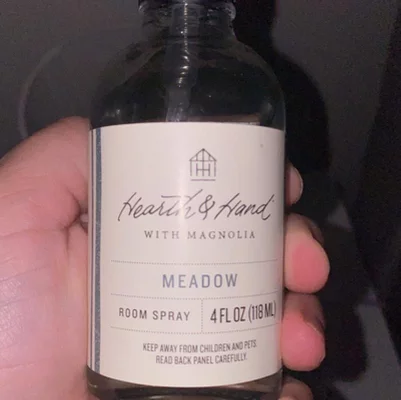 Hearth & Hand
WITH MAGNOLIA
MEADOW
ROOM SPRAY 4 FL OZ (118 ML)
KEEP AWAY FROM CHILDREN AND PETS.
READ BACK PANEL CAREFULLY.